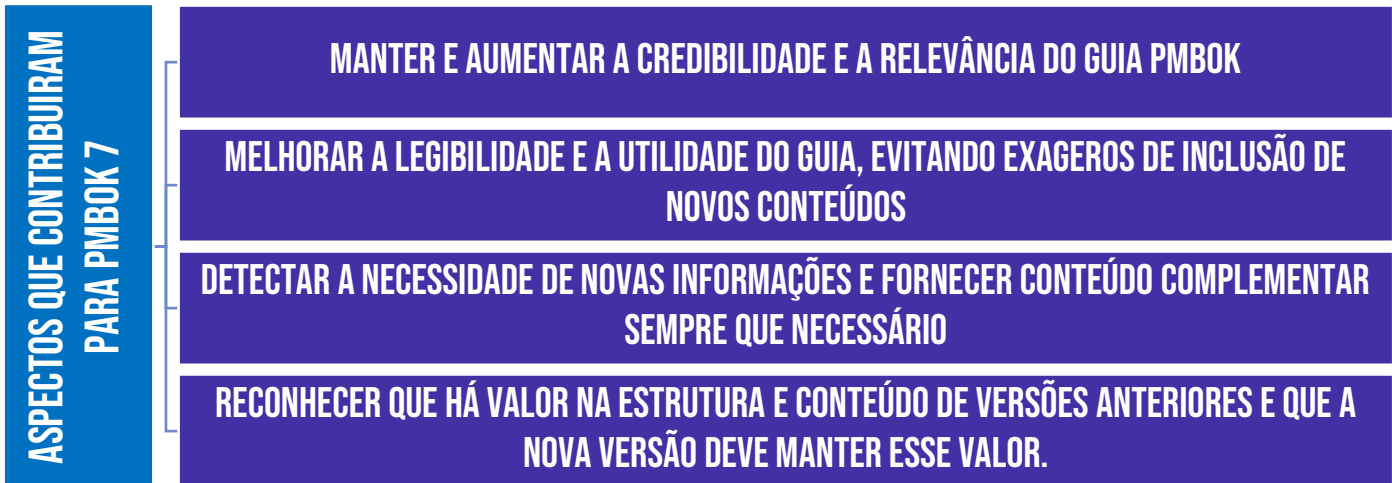 ASPECTOS QUE CONTRIBUIRAM
PARA PMBOK 7
MANTER E AUMENTAR A CREDIBILIDADE E A RELEVÂNCIA DO GUIA PMBOK
MELHORAR A LEGIBILIDADE E A UTILIDADE DO GUIA, EVITANDO EXAGEROS DE INCLUSÃO DE
NOVOS CONTEÚDOS
DETECTAR A NECESSIDADE DE NOVAS INFORMAÇÕES E FORNECER CONTEÚDO COMPLEMENTAR
SEMPRE QUE NECESSÁRIO
RECONHECER QUE HÁ VALOR NA ESTRUTURA E CONTEÚDO DE VERSÕES ANTERIORES E QUE A
NOVA VERSÃO DEVE MANTER ESSE VALOR.